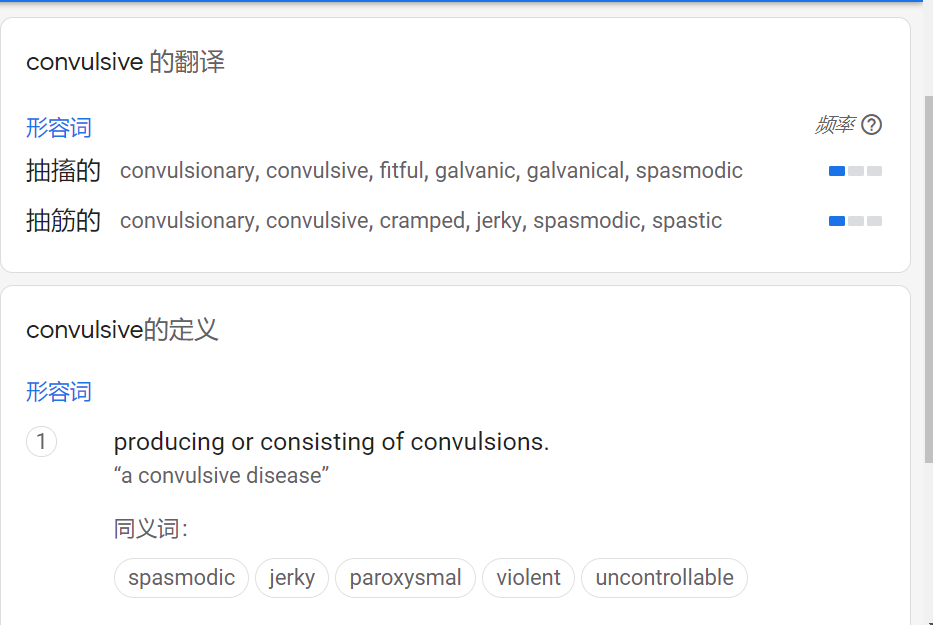 convulsive 的翻译
形容词 频率 ?
抽搐的 convulsionary, convulsive, fitful, galvanic, galvanical, spasmodic
抽筋的 convulsionary, convulsive, cramped, jerky, spasmodic, spastic
convulsive的定义
形容词
1 producing or consisting of convulsions.
“a convulsive disease”
同义词：
spasmodic jerky paroxysmal violent uncontrollable